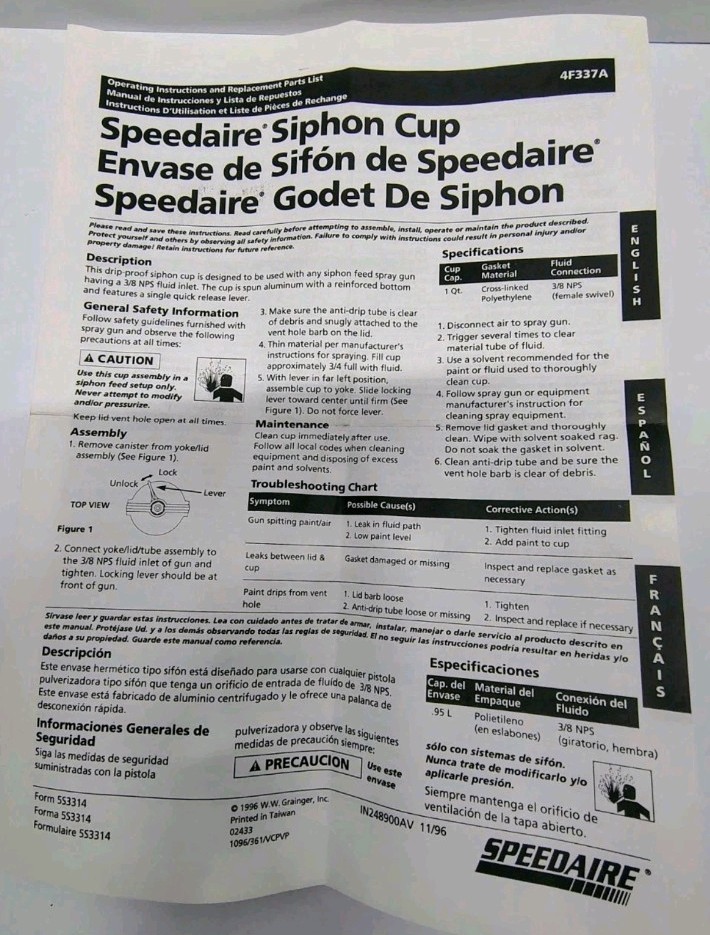 Operating Instructions and Replacement Parts List
Manual de Instrucciones y Lista de Repuestos
Instructions D'Utilisation et Liste de Pièces de Rechange
4F337A
Speedaire® Siphon Cup
Envase de Sifón de Speedaire®
Speedaire® Godet De Siphon
Please read and save these instructions. Read carefully before attempting to assemble, install, operate or maintain the product described.
Protect yourself and others by observing all safety information. Failure to comply with instructions could result in personal injury and/or
property damage! Retain instructions for future reference.
ENGLISH
Description
This drip-proof siphon cup is designed to be used with any siphon feed spray gun
having a 3/8 NPS fluid inlet. The cup is spun aluminum with a reinforced bottom
and features a single quick release lever.
Specifications
Cup Gasket Fluid
Cap. Material Connection
1 Qt. Cross-linked 3/8 NPS
Polyethylene (female swivel)
General Safety Information
Follow safety guidelines furnished with
spray gun and observe the following
precautions at all times:
CAUTION
Use this cup assembly in a
siphon feed setup only.
Never attempt to modify
and/or pressurize.
Keep lid vent hole open at all times.
Assembly
1. Remove canister from yoke/lid
assembly (See Figure 1).
Lock
Unlock
Lever
TOP VIEW
Figure 1
2. Connect yoke/lid/tube assembly to
the 3/8 NPS fluid inlet of gun and
tighten. Locking lever should be at
front of gun.
3. Make sure the anti-drip tube is clear
of debris and snugly attached to the
vent hole barb on the lid.
4. Thin material per manufacturer's
instructions for spraying. Fill cup
approximately 3/4 full with fluid.
5. With lever in far left position,
assemble cup to yoke. Slide locking
lever toward center until firm (See
Figure 1). Do not force lever.
Maintenance
Clean cup immediately after use.
Follow all local codes when cleaning
equipment and disposing of excess
paint and solvents.
1. Disconnect air to spray gun.
2. Trigger several times to clear
material tube of fluid.
3. Use a solvent recommended for the
paint or fluid used to thoroughly
clean cup.
4. Follow spray gun or equipment
manufacturer's instruction for
cleaning spray equipment.
5. Remove lid gasket and thoroughly
clean. Wipe with solvent soaked rag.
Do not soak the gasket in solvent.
6. Clean anti-drip tube and be sure the
vent hole barb is clear of debris.
ESPAÑOL
Troubleshooting Chart
Symptom Possible Cause(s) Corrective Action(s)
Gun spitting paint/air 1. Leak in fluid path 1. Tighten fluid inlet fitting
2. Low paint level 2. Add paint to cup
Leaks between lid & Gasket damaged or missing Inspect and replace gasket as
cup necessary
Paint drips from vent 1. Lid barb loose 1. Tighten
hole 2. Anti-drip tube loose or missing 2. Inspect and replace if necessary
FRANÇAIS
Sírvase leer y guardar estas instrucciones. Lea con cuidado antes de tratar de armar, instalar, manejar o darle servicio al producto descrito en
este manual. Protéjase Ud. y a los demás observando todas las reglas de seguridad. El no seguir las instrucciones podría resultar en heridas y/o
daños a su propiedad. Guarde este manual como referencia.
Descripción
Este envase hermético tipo sifón está diseñado para usarse con cualquier pistola
pulverizadora tipo sifón que tenga un orificio de entrada de fluído de 3/8 NPS.
Este envase está fabricado de aluminio centrifugado y le ofrece una palanca de
desconexión rápida.
Especificaciones
Cap. del Material del Conexión del
Envase Empaque Fluido
.95 L Polietileno 3/8 NPS
(en eslabones) (giratorio, hembra)
Informaciones Generales de
Seguridad
Siga las medidas de seguridad
suministradas con la pistola
pulverizadora y observe las siguientes
medidas de precaución siempre:
PRECAUCION
Use este
envase
sólo con sistemas de sifón.
Nunca trate de modificarlo y/o
aplicarle presión.
Siempre mantenga el orificio de
ventilación de la tapa abierto.
Form 5S3314
Forma 5S3314
Formulaire 5S3314
© 1996 W.W. Grainger, Inc.
Printed in Taiwan
02433
1096/361/VCPVP
IN248900AV 11/96
SPEEDAIRE®